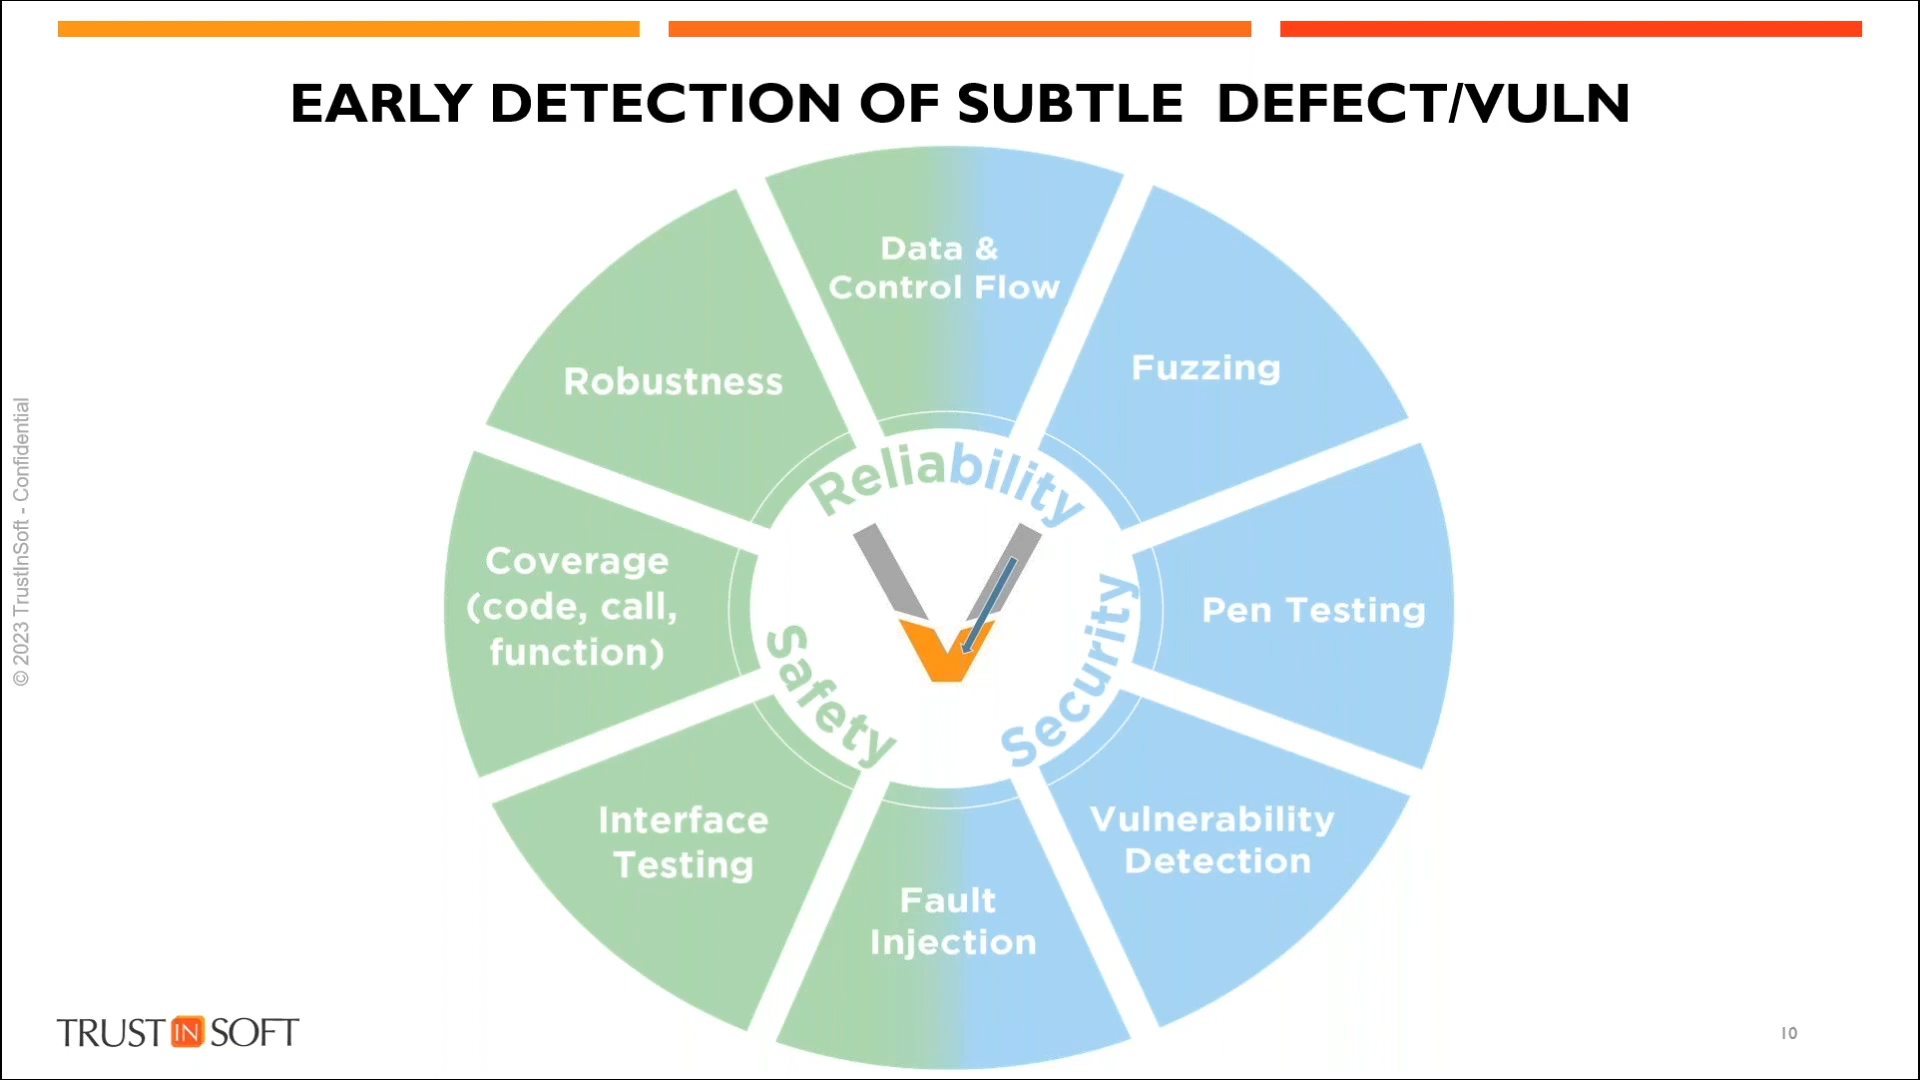 EARLY DETECTION OF SUBTLE DEFECT/VULN
Data &
Control Flow
Fuzzing
Robustness
Reliability
Coverage
(code, call,
function)
Pen Testing
Safety
Security
Interface
Testing
Vulnerability
Detection
Fault
Injection
© 2023 TrustInSoft - Confidential
TRUST IN SOFT
10